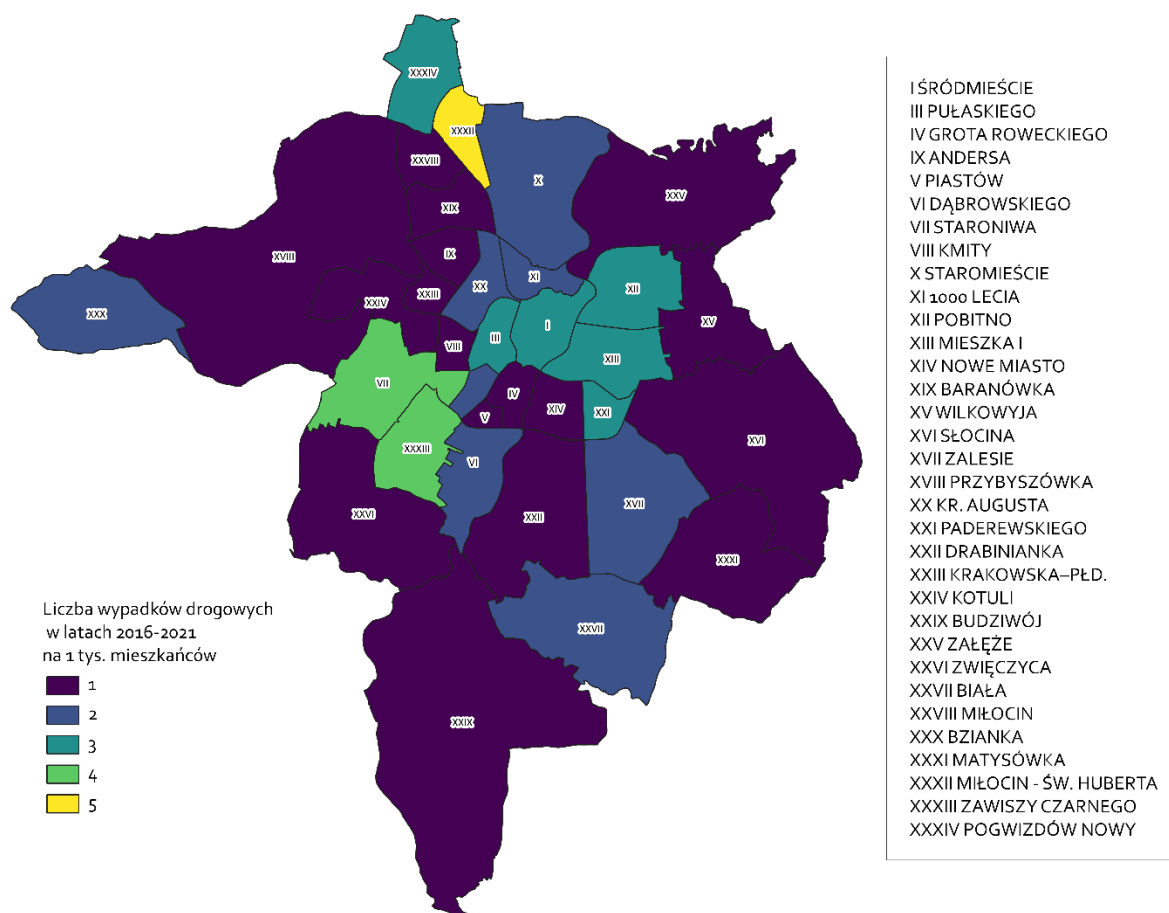 XXXIV
XXXII
XXVIII
X
XXV
XIX
IX
XVIII
XI
XX
XII
XXIII
XXIV
XXX
XV
I
III
VIII
XIII
VII
IV
XIV
XXI
V
XXXIII
VI
XVI
XVII
XXII
XXVI
XXXI
XXVII
XXIX
Liczba wypadków drogowych
w latach 2016-2021
na 1 tys. mieszkańców
1
2
3
4
5
I ŚRÓDMIEŚCIE
III PUŁASKIEGO
IV GROTA ROWECKIEGO
IX ANDERSA
V PIASTÓW
VI DĄBROWSKIEGO
VII STARONIWA
VIII KMITY
X STAROMIEŚCIE
XI 1000 LECIA
XII POBITNO
XIII MIESZKA I
XIV NOWE MIASTO
XIX BARANÓWKA
XV WILKOWYJA
XVI SŁOCINA
XVII ZALESIE
XVIII PRZYBYSZÓWKA
XX KR. AUGUSTA
XXI PADEREWSKIEGO
XXII DRABINIANKA
XXIII KRAKOWSKA–PŁD.
XXIV KOTULI
XXIX BUDZIWÓJ
XXV ZAŁĘŻE
XXVI ZWIĘCZYCA
XXVII BIAŁA
XXVIII MIŁOCIN
XXX BZIANKA
XXXI MATYSÓWKA
XXXII MIŁOCIN - ŚW. HUBERTA
XXXIII ZAWISZY CZARNEGO
XXXIV POGWIZDÓW NOWY